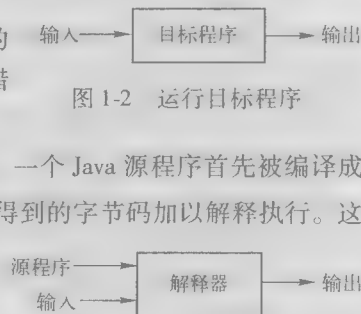 的
输入 目标程序 输出
错
图 1-2 运行目标程序
一个 Java 源程序首先被编译成
得到的字节码加以解释执行。这
源程序
解释器 输出
输入